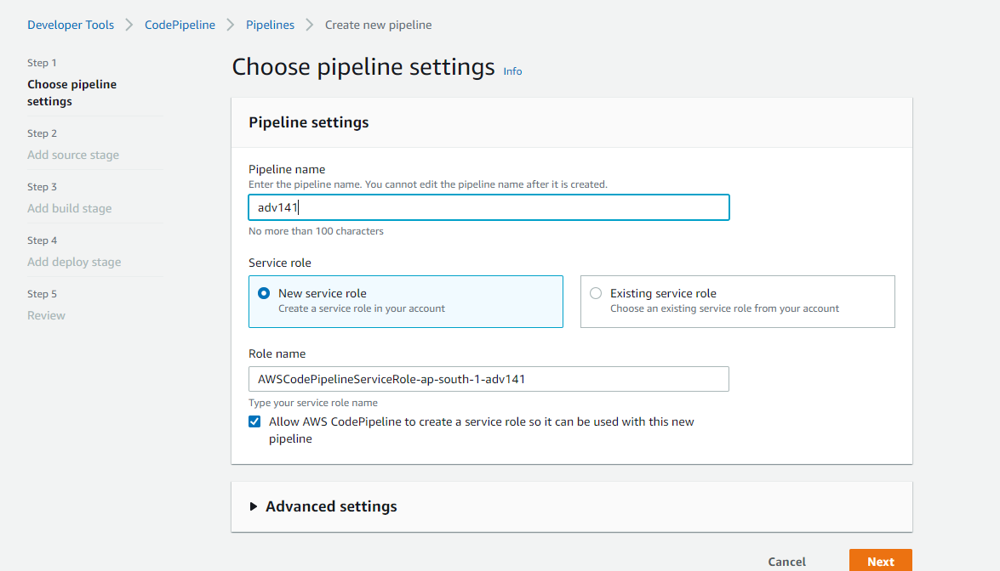 Developer Tools > CodePipeline > Pipelines > Create new pipeline
Step 1
Choose pipeline
settings
Step 2
Add source stage
Step 3
Add build stage
Step 4
Add deploy stage
Step 5
Review
Choose pipeline settings Info
Pipeline settings
Pipeline name
Enter the pipeline name. You cannot edit the pipeline name after it is created.
adv141
No more than 100 characters
Service role
New service role
Create a service role in your account
Existing service role
Choose an existing service role from your account
Role name
AWSCodePipelineServiceRole-ap-south-1-adv141
Type your service role name
Allow AWS CodePipeline to create a service role so it can be used with this new
pipeline
Advanced settings
Cancel Next